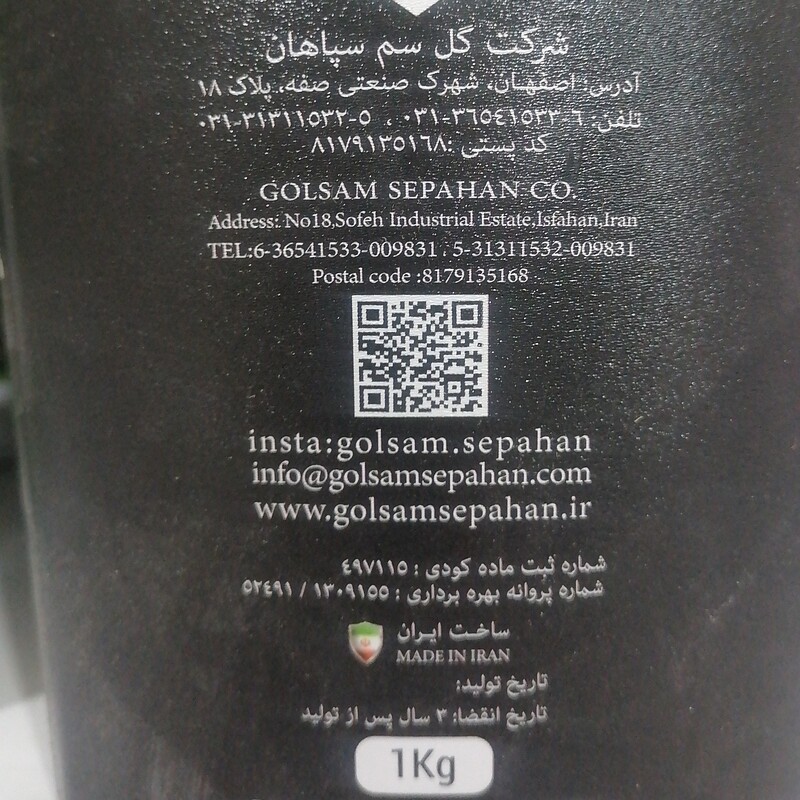 شرکت گل سم سپاهان
آدرس: اصفهان، شهرک صنعتی صفه، پلاک ۱۸
تلفن: ۶-۳۶۵٤۱۵۳۳-۰۳۱ ، ۵-۳۱۳۱۱۵۳۲-۰۳۱
کد پستی :۸۱۷۹۱۳۵۱۶۸
GOLSAM SEPAHAN CO.
Address: No18,Sofeh Industrial Estate,Isfahan,Iran
TEL:6-36541533-009831 , 5-31311532-009831
Postal code :8179135168
insta:golsam.sepahan
info@golsamsepahan.com
www.golsamsepahan.ir
شماره ثبت ماده کودی : ٤۹۷۱۱۵
شماره پروانه بهره برداری : ۱۳۰۹۱۵۵ / ۵۲٤۹۱
ساخت ایران
MADE IN IRAN
تاریخ تولید:
تاریخ انقضا: ۳ سال پس از تولید
1Kg